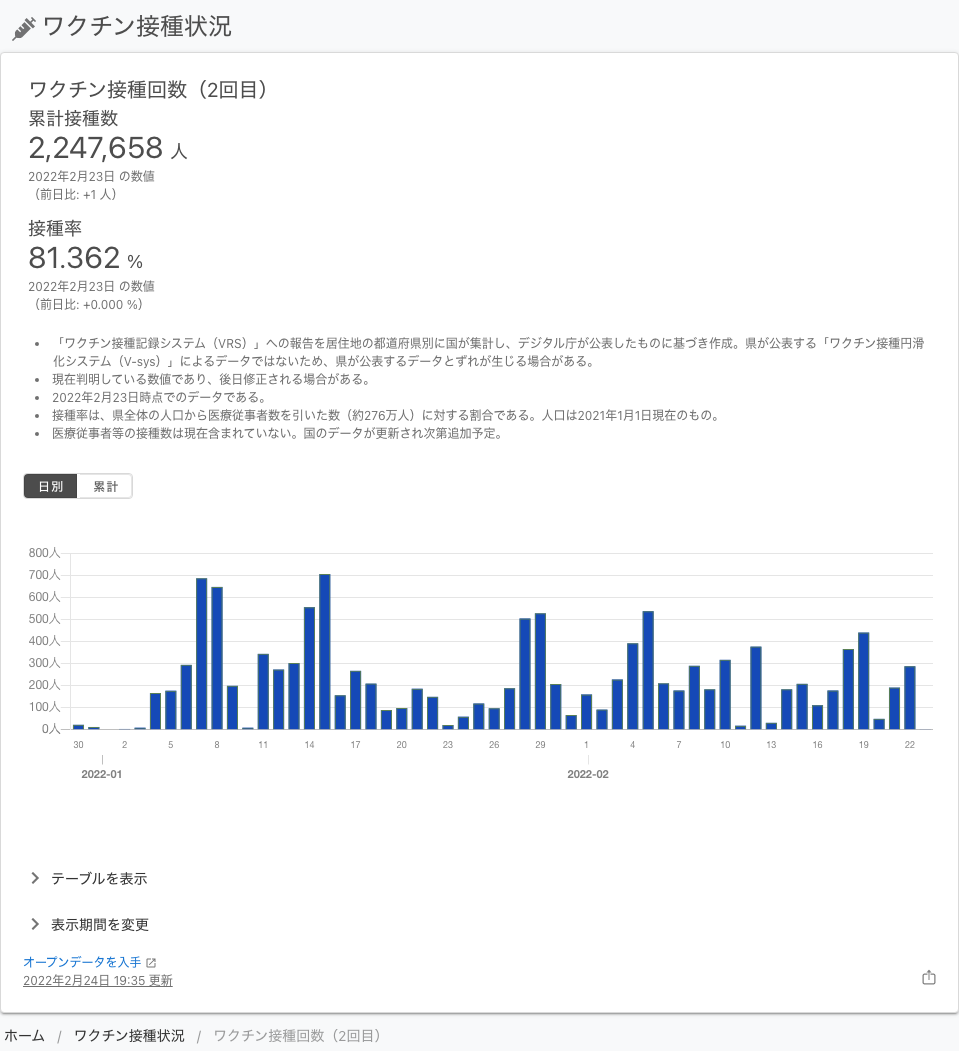 ワクチン接種状況
ワクチン接種回数（2回目）
累計接種数
2,247,658 人
2022年2月23日 の数値
（前日比: +1 人）
接種率
81.362 %
2022年2月23日 の数値
（前日比: +0.000 %）
• 「ワクチン接種記録システム（VRS）」への報告を居住地の都道府県別に国が集計し、デジタル庁が公表したものに基づき作成。県が公表する「ワクチン接種円滑
化システム（V-sys）」によるデータではないため、県が公表するデータとずれが生じる場合がある。
• 現在判明している数値であり、後日修正される場合がある。
• 2022年2月23日時点でのデータである。
• 接種率は、県全体の人口から医療従事者数を引いた数（約276万人）に対する割合である。人口は2021年1月1日現在のもの。
• 医療従事者等の接種数は現在含まれていない。国のデータが更新され次第追加予定。
日別 累計
800人
700人
600人
500人
400人
300人
200人
100人
0人
30 2 5 8 11 14 17 20 23 26 29 1 4 7 10 13 16 19 22
2022-01 2022-02
テーブルを表示
表示期間を変更
オープンデータを入手
2022年2月24日 19:35 更新
ホーム / ワクチン接種状況 / ワクチン接種回数（2回目）